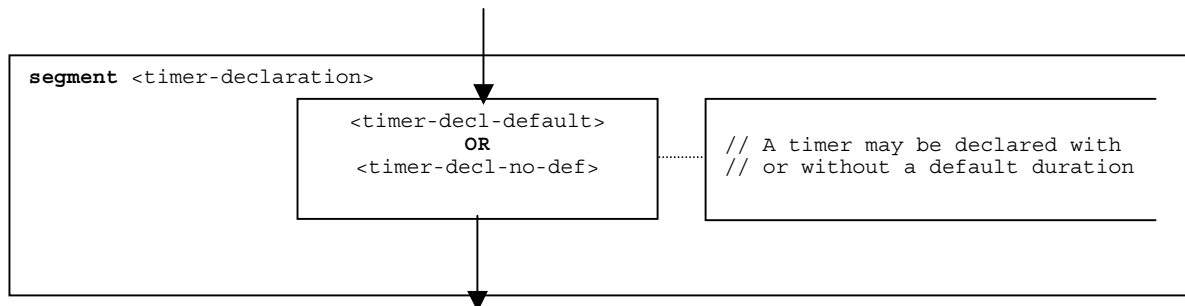 segment <timer-declaration>
<timer-decl-default>
OR
<timer-decl-no-def>
// A timer may be declared with
// or without a default duration